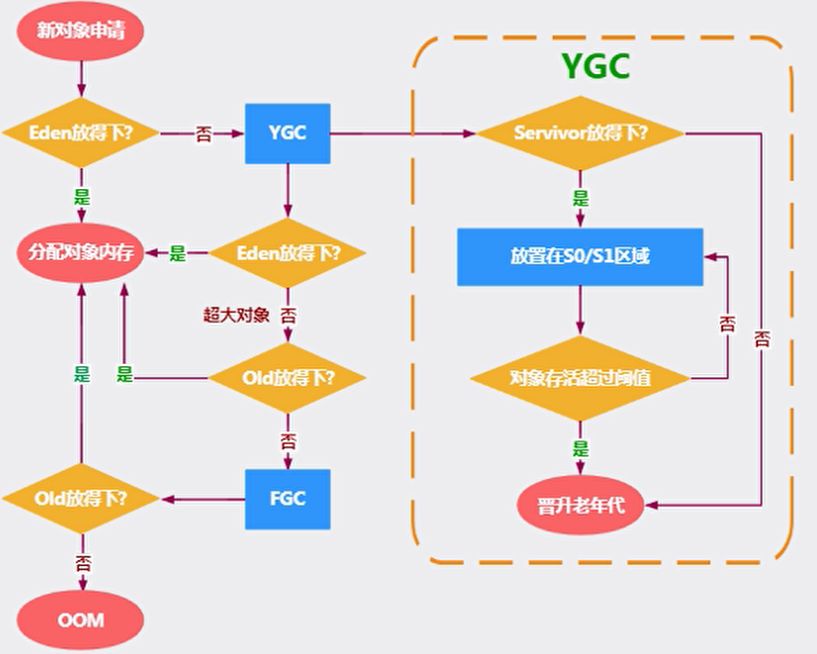 新对象申请
Eden放得下?
否
YGC
是
分配对象内存
是
Eden放得下?
超大对象
否
是
是
Old放得下?
否
Old放得下?
FGC
否
OOM
YGC
Servivor放得下?
是
放置在S0/S1区域
否
否
对象存活超过阈值
是
晋升老年代